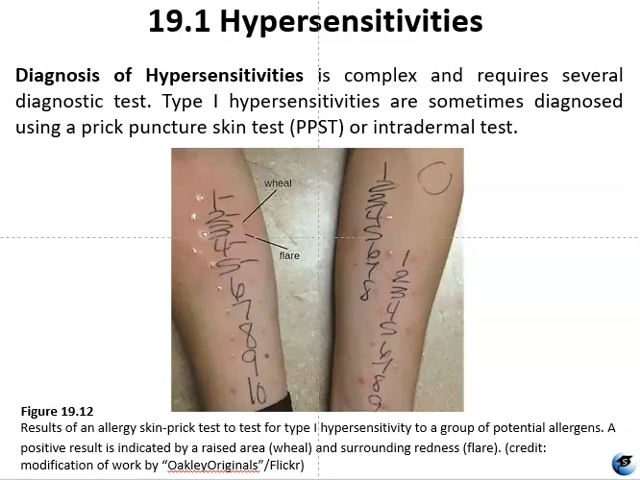 19.1 Hypersensitivities
Diagnosis of Hypersensitivities is complex and requires several
diagnostic test. Type I hypersensitivities are sometimes diagnosed
using a prick puncture skin test (PPST) or intradermal test.
wheal
flare
1
2
3
4
5
6
7
8
9
10
1
2
3
4
5
6
7
8
1
2
3
4
5
6
7
8
9
Figure 19.12
Results of an allergy skin-prick test to test for type I hypersensitivity to a group of potential allergens. A
positive result is indicated by a raised area (wheal) and surrounding redness (flare). (credit:
modification of work by “OakleyOriginals”/Flickr)